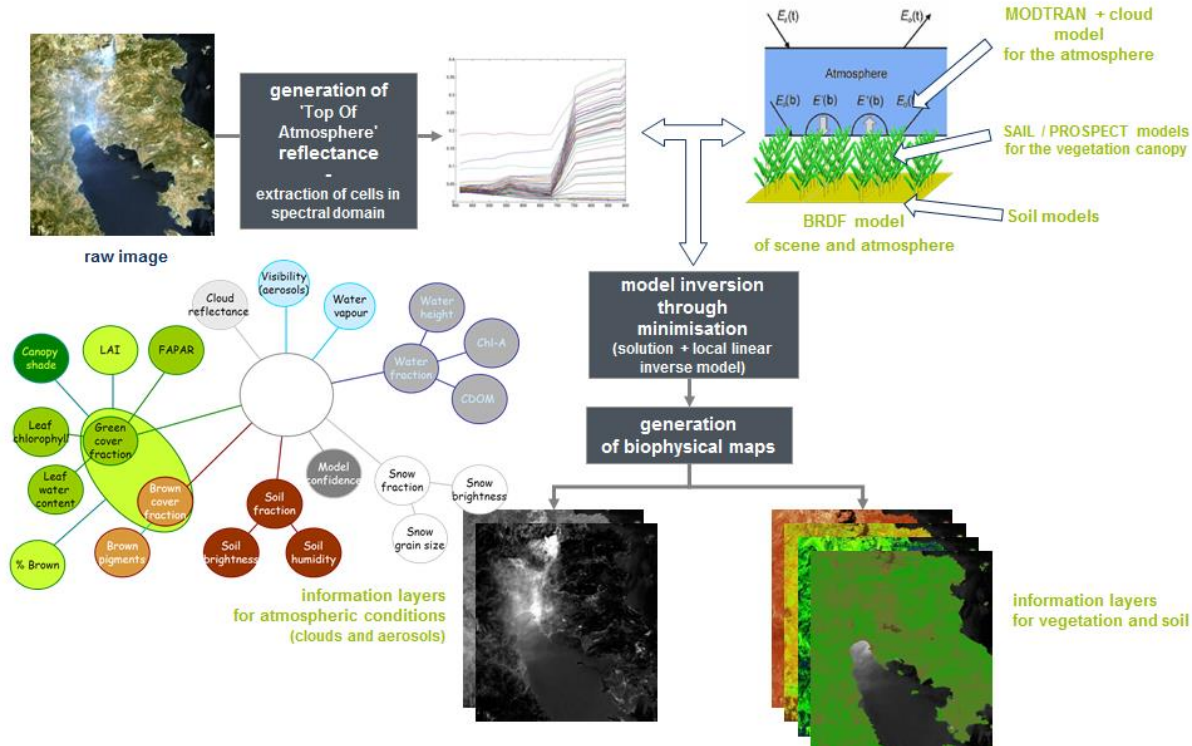 generation of
'Top Of
Atmosphere'
reflectance
-
extraction of cells in
spectral domain
raw image
E_s(t)
E_o(t)
Atmosphere
E_s(b)
E^-(b)
E^+(b)
MODTRAN + cloud
model
for the atmosphere
SAIL / PROSPECT models
for the vegetation canopy
Soil models
BRDF model
of scene and atmosphere
model inversion
through
minimisation
(solution + local linear
inverse model)
generation
of biophysical maps
Cloud
reflectance
Visibility
(aerosols)
Water
vapour
Water
height
Chl-A
Water
fraction
CDOM
Canopy
shade
LAI
FAPAR
Leaf
chlorophyll
Green
cover
fraction
Leaf
water
content
Brown
cover
fraction
% Brown
Brown
pigments
Soil
fraction
Soil
brightness
Soil
humidity
Model
confidence
Snow
fraction
Snow
brightness
Snow
grain size
information layers
for atmospheric conditions
(clouds and aerosols)
information layers
for vegetation and soil